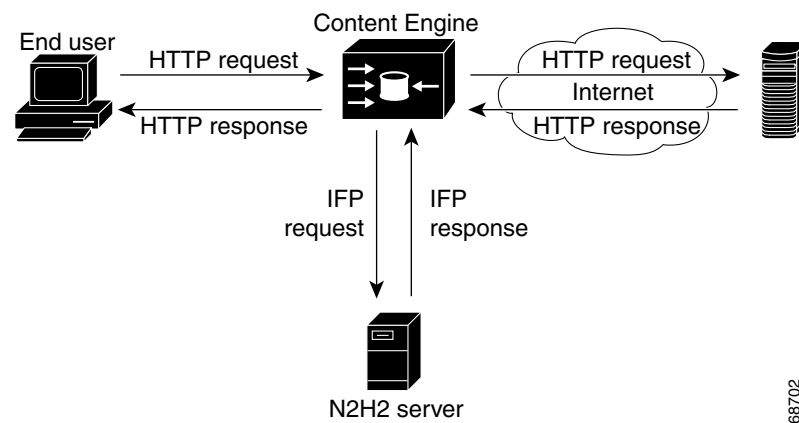 Content Engine
End user
HTTP request
HTTP request
Internet
HTTP response
HTTP response
IFP
request
IFP
response
N2H2 server
68702